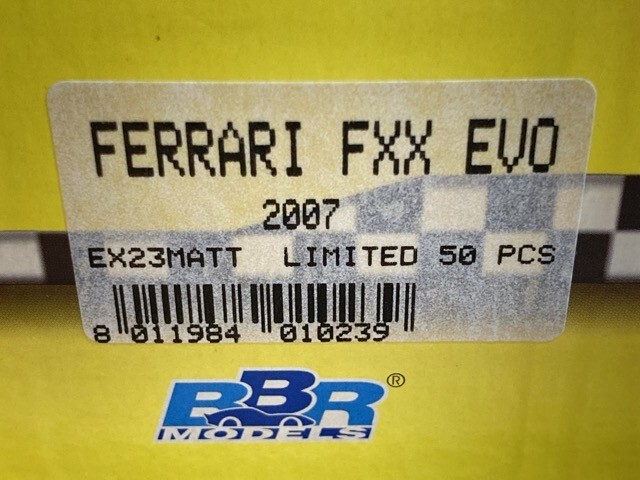 FERRARI FXX EVO
2007
EX23MATT LIMITED 50 PCS
8 011984 010239
BBR®
MODELS